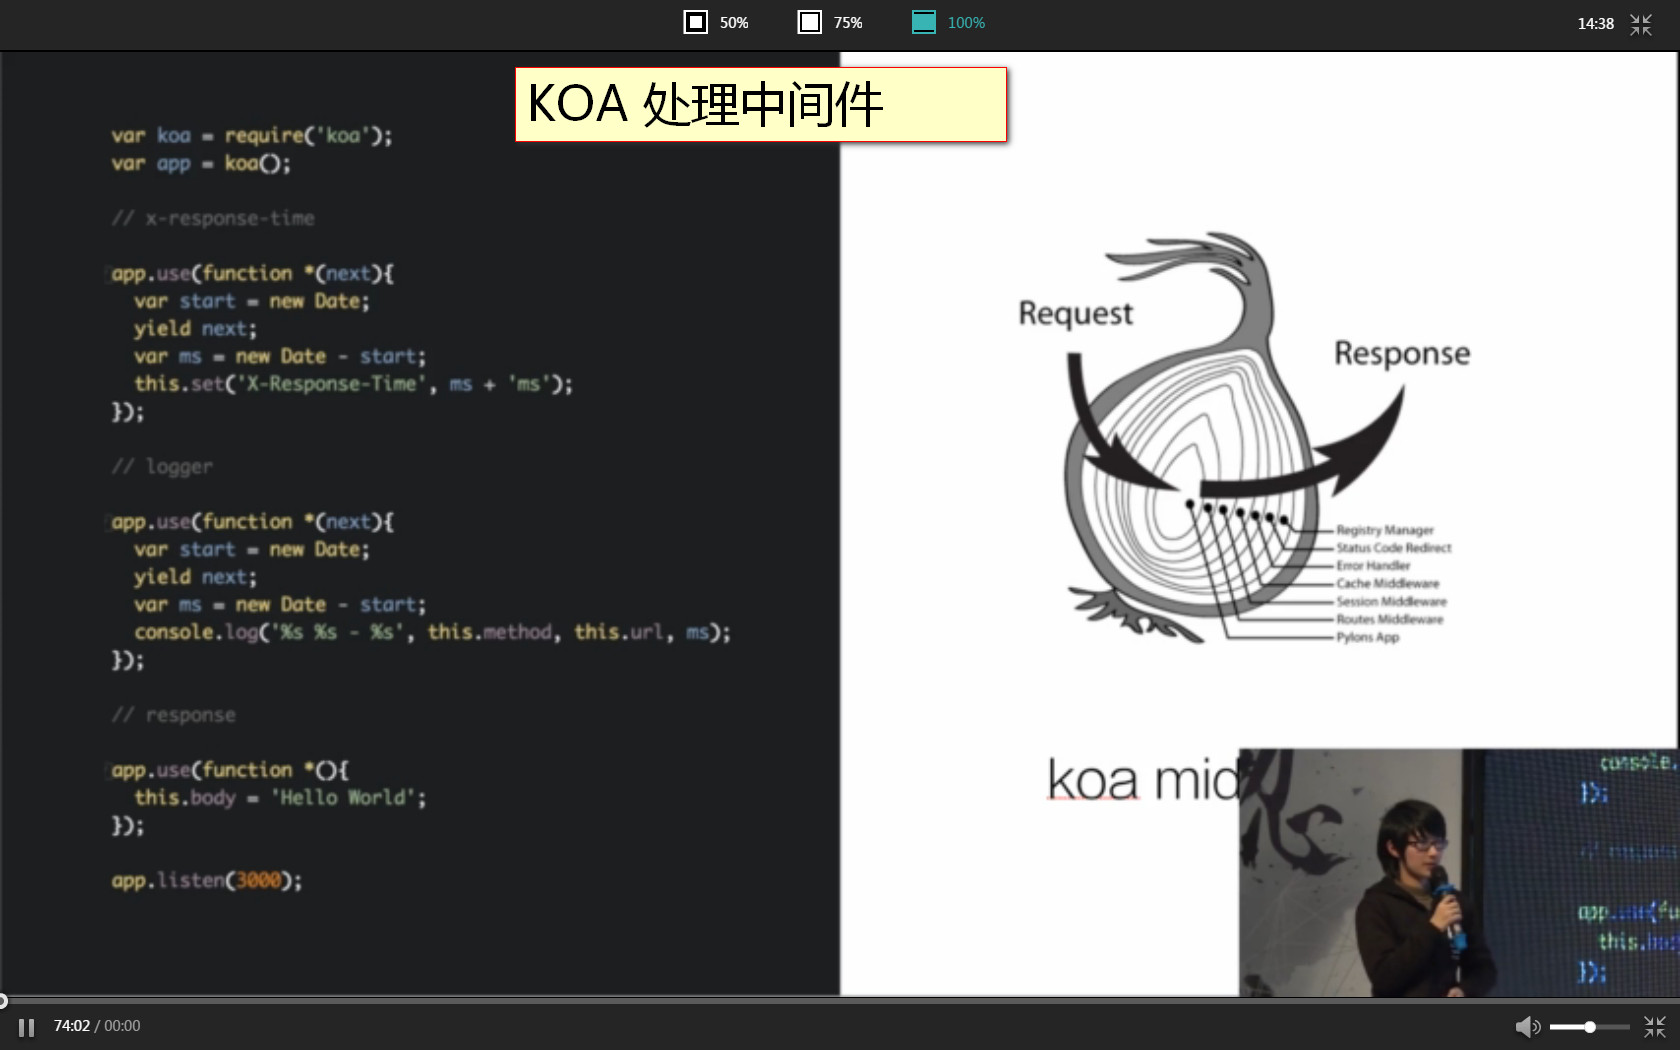 50%
75%
100%
14:38
KOA 处理中间件
var koa = require('koa');
var app = koa();
// x-response-time
app.use(function *(next){
var start = new Date;
yield next;
var ms = new Date - start;
this.set('X-Response-Time', ms + 'ms');
});
// logger
app.use(function *(next){
var start = new Date;
yield next;
var ms = new Date - start;
console.log('%s %s - %s', this.method, this.url, ms);
});
// response
app.use(function *(){
this.body = 'Hello World';
});
app.listen(3000);
Request
Response
Registry Manager
Status Code Redirect
Error Handler
Cache Middleware
Session Middleware
Routes Middleware
Pylons App
koa mid
console.
});
app.use(fu
this.bod
});
74:02 / 00:00